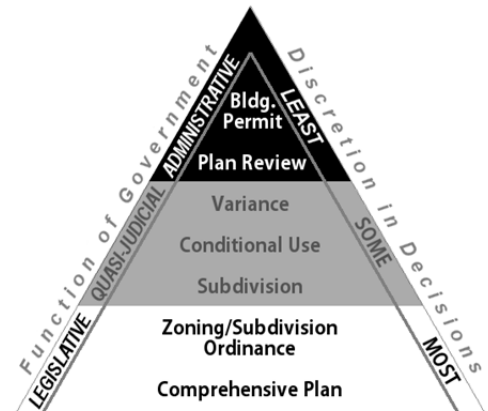 Function of Government
Discretion in Decisions
ADMINISTRATIVE
LEAST
Bldg.
Permit
Plan Review
QUASI-JUDICIAL
SOME
Variance
Conditional Use
Subdivision
LEGISLATIVE
MOST
Zoning/Subdivision
Ordinance
Comprehensive Plan